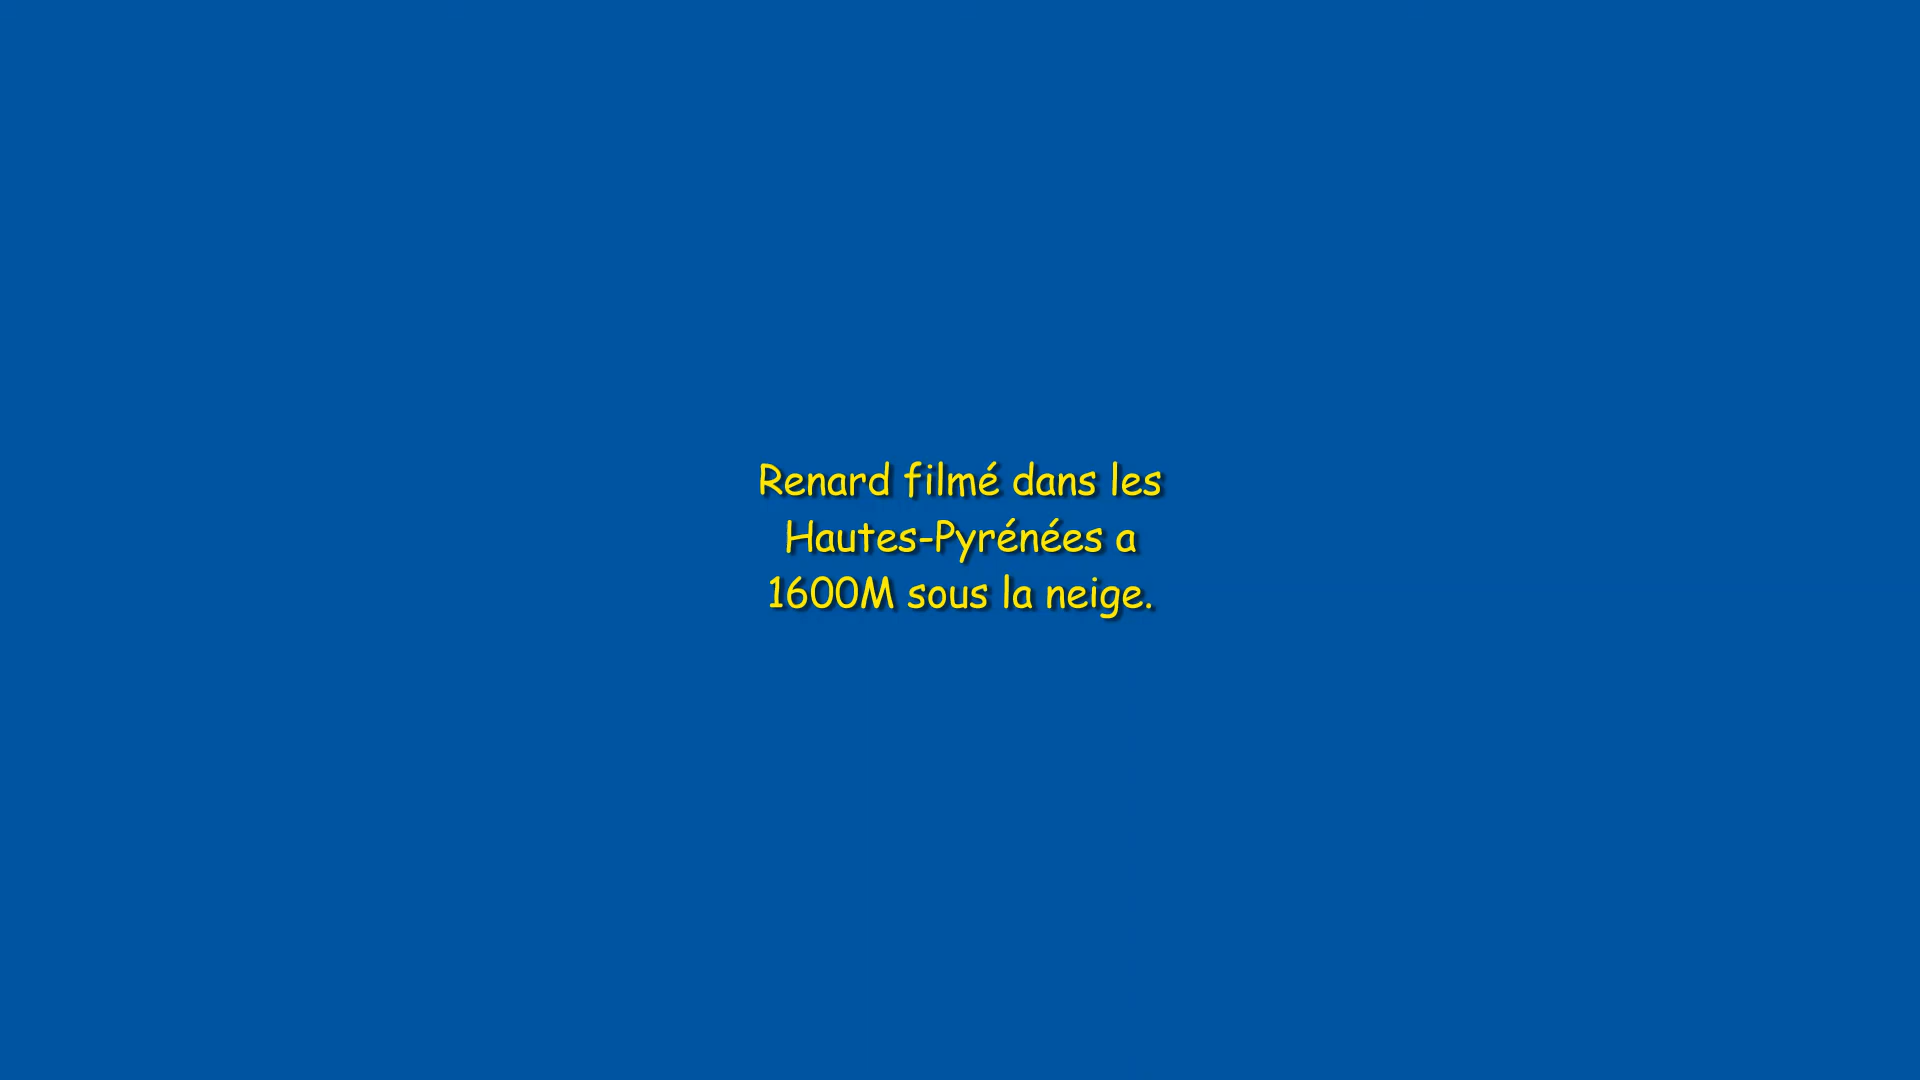 Renard filmé dans les
Hautes-Pyrénées a
1600M sous la neige.